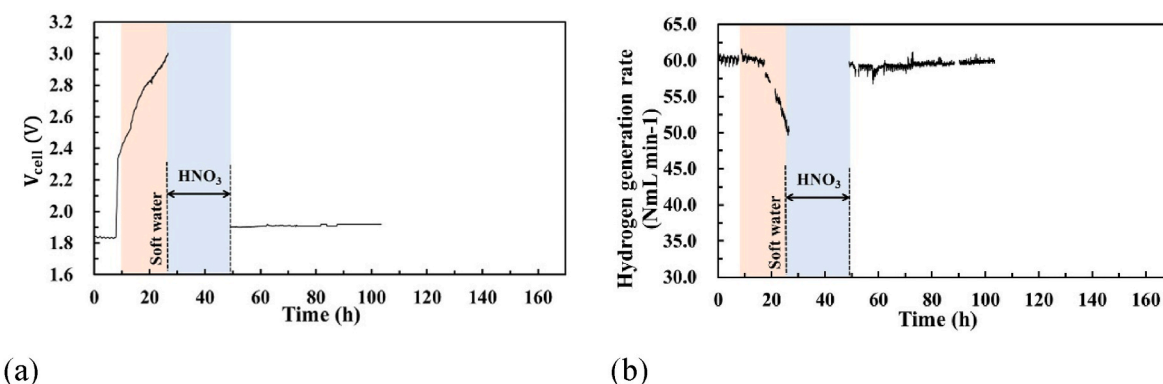 V_cell (V)
3.0
2.8
2.6
2.4
2.2
2.0
1.8
1.6
Soft water
HNO₃
0 20 40 60 80 100 120 140 160
Time (h)
(a)
Hydrogen generation rate
(NmL min-1)
65.0
60.0
55.0
50.0
45.0
40.0
35.0
30.0
Soft water
HNO₃
0 20 40 60 80 100 120 140 160
Time (h)
(b)